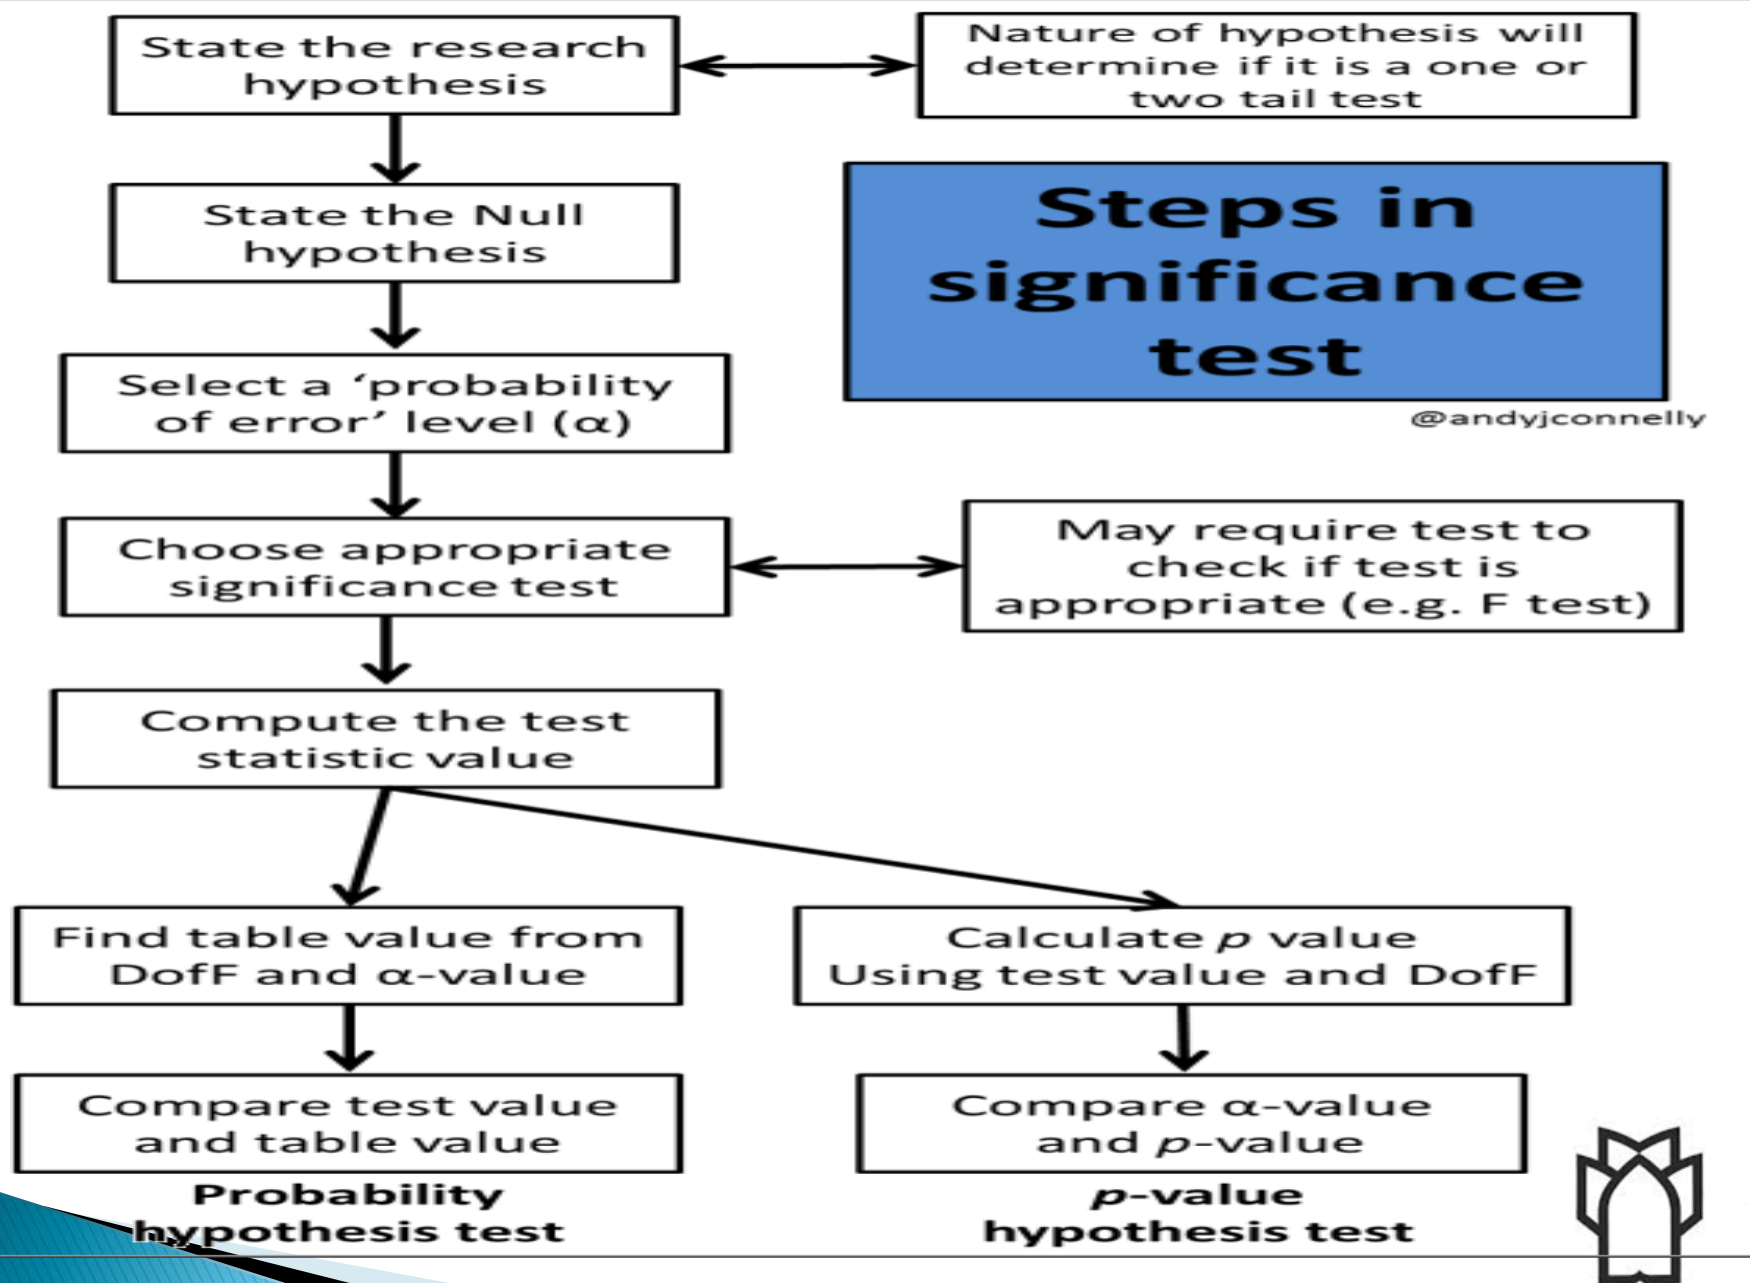 State the research
hypothesis
Nature of hypothesis will
determine if it is a one or
two tail test
State the Null
hypothesis
Steps in
significance
test
@andyjconnelly
Select a ‘probability
of error’ level (α)
Choose appropriate
significance test
May require test to
check if test is
appropriate (e.g. F test)
Compute the test
statistic value
Find table value from
DofF and α-value
Calculate p value
Using test value and DofF
Compare test value
and table value
Compare α-value
and p-value
Probability
hypothesis test
p-value
hypothesis test